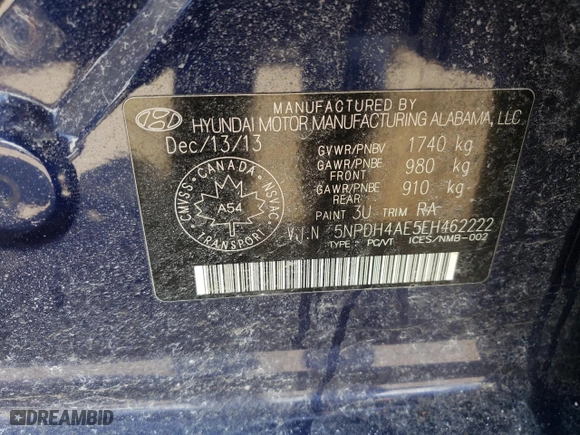 MANUFACTURED BY
HYUNDAI MOTOR MANUFACTURING ALABAMA, LLC
Dec/13/13
GVWR/PNBV 1740 kg
GAWR/PNBE FRONT 980 kg
GAWR/PNBE REAR 910 kg
PAINT 3U TRIM RA
V.I.N 5NPDH4AE5EH462222
TYPE : PC/VT ICES/NMB-002
CANADA
CMVSS
NSVAC
A54
TRANSPORT
DREAMBID